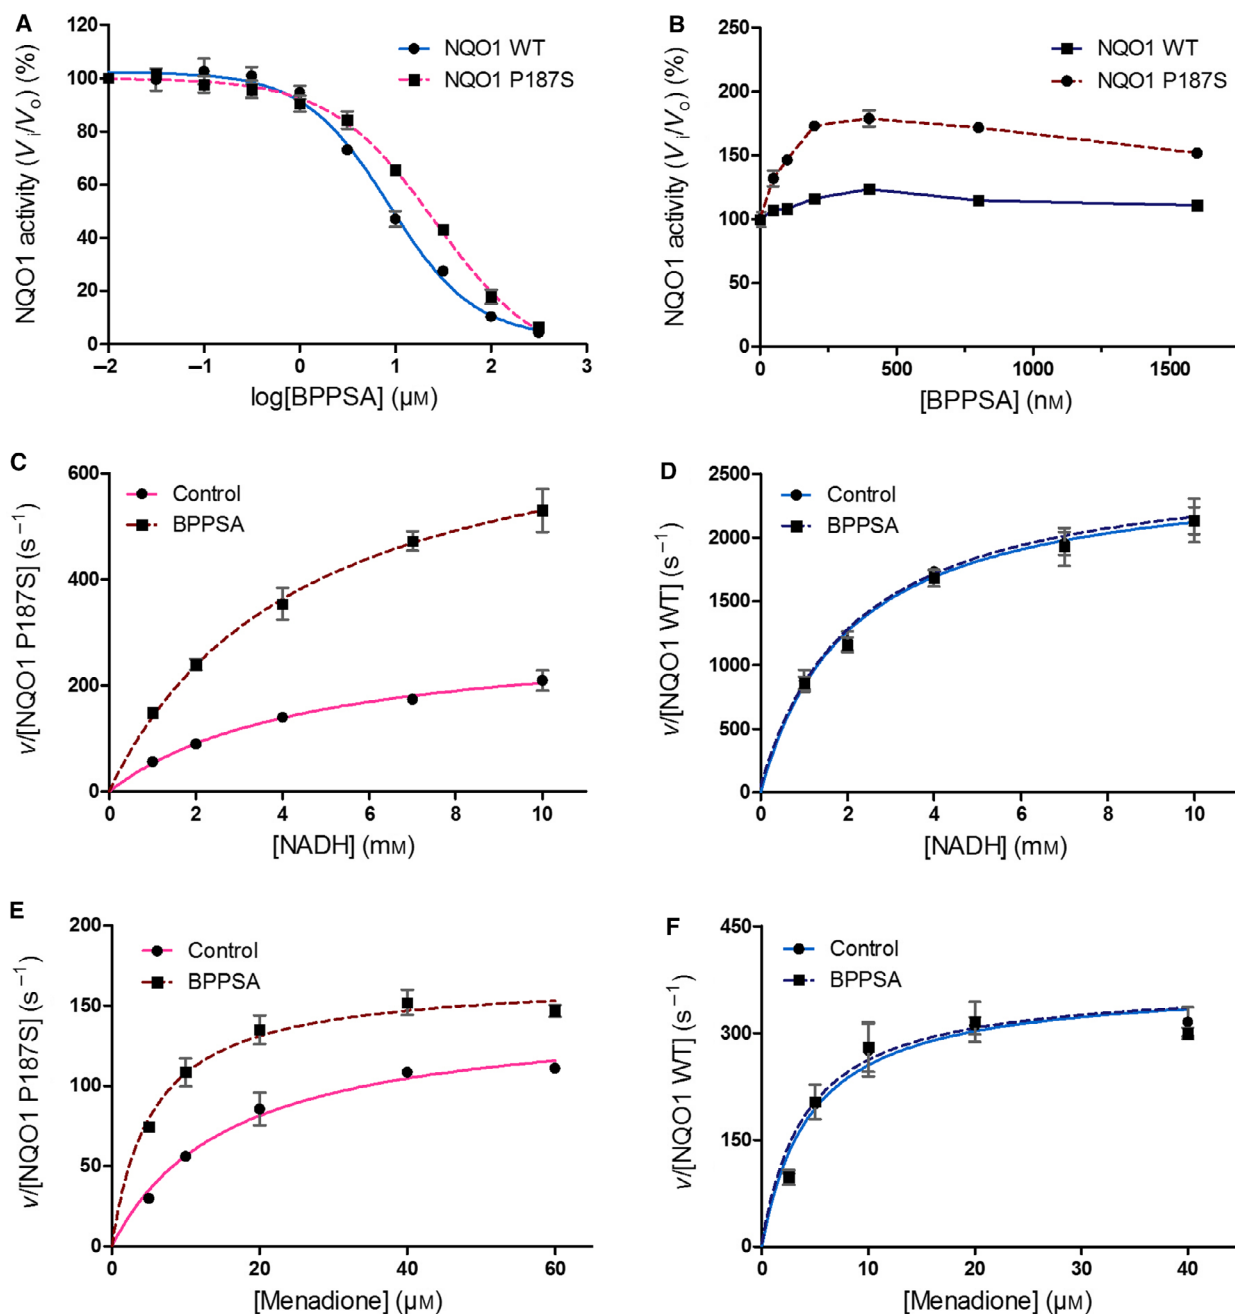 A
NQO1 WT
NQO1 P187S
NQO1 activity (Vi/Vo) (%)
120
100
80
60
40
20
0
−2
−1
0
1
2
3
log[BPPSA] (μM)
B
NQO1 WT
NQO1 P187S
NQO1 activity (Vi/Vo) (%)
250
200
150
100
50
0
0
500
1000
1500
[BPPSA] (nM)
C
Control
BPPSA
v/[NQO1 P187S] (s−1)
600
400
200
0
0
2
4
6
8
10
[NADH] (mM)
D
Control
BPPSA
v/[NQO1 WT] (s−1)
2500
2000
1500
1000
500
0
0
2
4
6
8
10
[NADH] (mM)
E
Control
BPPSA
v/[NQO1 P187S] (s−1)
200
150
100
50
0
0
20
40
60
[Menadione] (μM)
F
Control
BPPSA
v/[NQO1 WT] (s−1)
450
300
150
0
0
10
20
30
40
[Menadione] (μM)